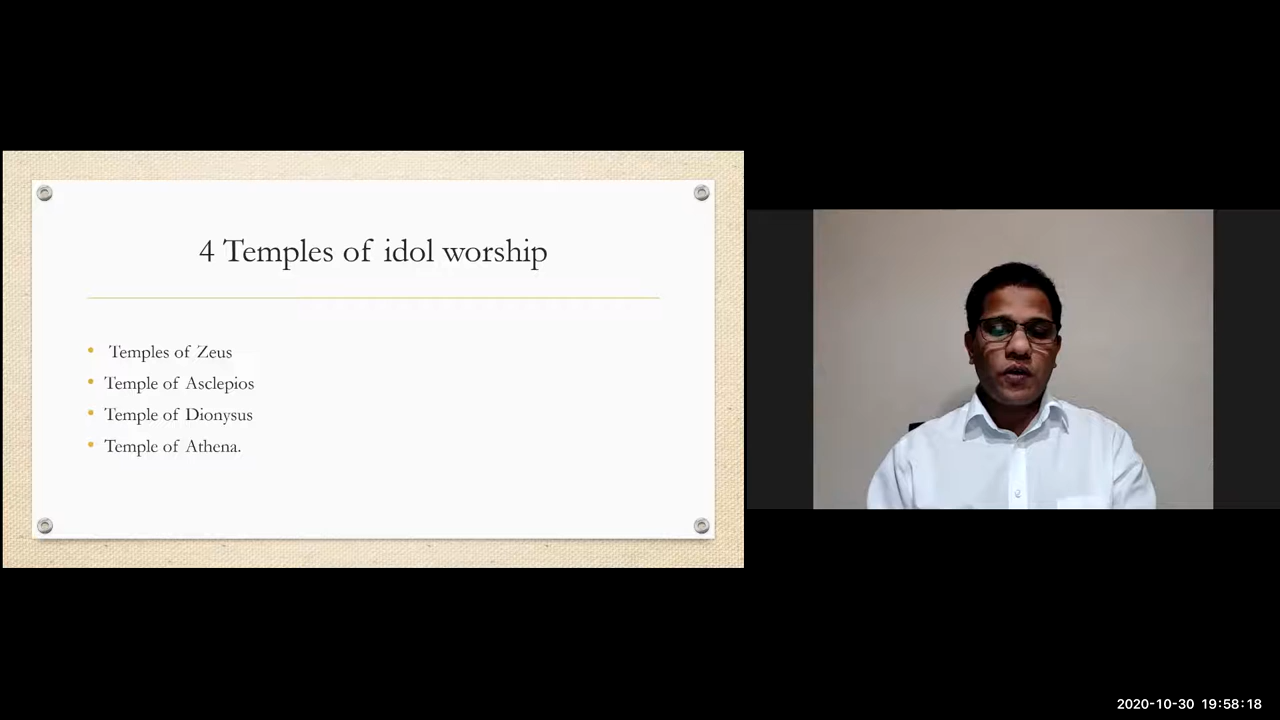 4 Temples of idol worship
Temples of Zeus
Temple of Asclepios
Temple of Dionysus
Temple of Athena.
2020-10-30 19:58:18